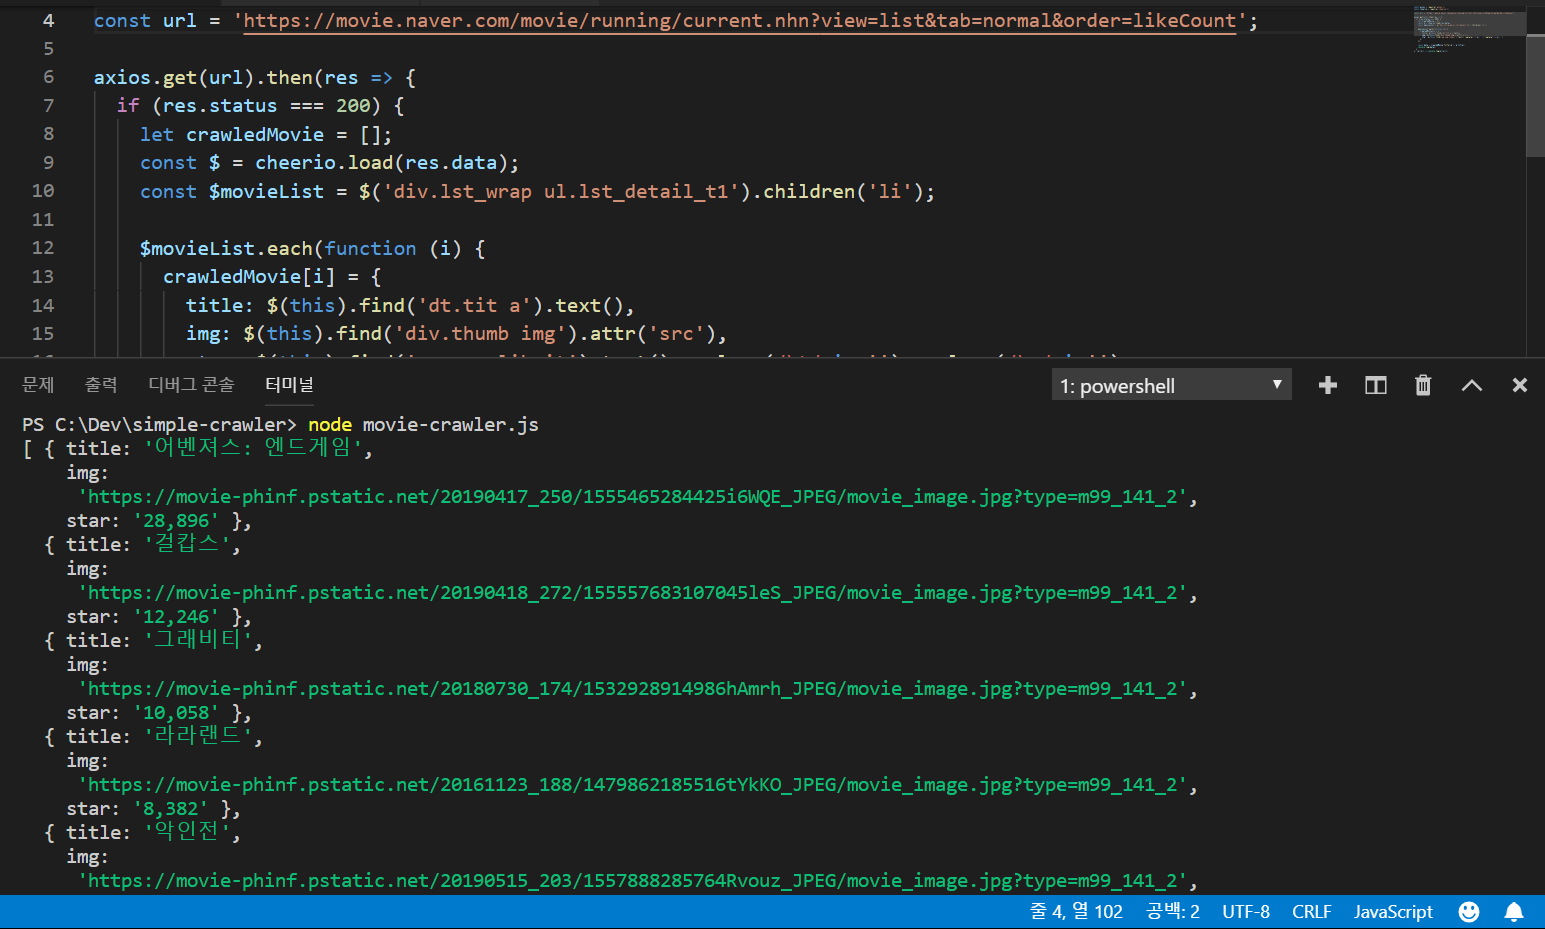 4 const url = 'https://movie.naver.com/movie/running/current.nhn?view=list&tab=normal&order=likeCount';
5
6 axios.get(url).then(res => {
7 if (res.status === 200) {
8 let crawledMovie = [];
9 const $ = cheerio.load(res.data);
10 const $movieList = $('div.lst_wrap ul.lst_detail_t1').children('li');
11
12 $movieList.each(function (i) {
13 crawledMovie[i] = {
14 title: $(this).find('dt.tit a').text(),
15 img: $(this).find('div.thumb img').attr('src'),
문제 출력 디버그 콘솔 터미널 1: powershell
PS C:\Dev\simple-crawler> node movie-crawler.js
[ { title: '어벤져스: 엔드게임',
img:
'https://movie-phinf.pstatic.net/20190417_250/1555465284425i6WQE_JPEG/movie_image.jpg?type=m99_141_2',
star: '28,896' },
{ title: '걸캅스',
img:
'https://movie-phinf.pstatic.net/20190418_272/1555557683107045leS_JPEG/movie_image.jpg?type=m99_141_2',
star: '12,246' },
{ title: '그래비티',
img:
'https://movie-phinf.pstatic.net/20180730_174/1532928914986hAmrh_JPEG/movie_image.jpg?type=m99_141_2',
star: '10,058' },
{ title: '라라랜드',
img:
'https://movie-phinf.pstatic.net/20161123_188/1479862185516tYkKO_JPEG/movie_image.jpg?type=m99_141_2',
star: '8,382' },
{ title: '악인전',
img:
'https://movie-phinf.pstatic.net/20190515_203/1557888285764Rvouz_JPEG/movie_image.jpg?type=m99_141_2',
줄 4, 열 102 공백: 2 UTF-8 CRLF JavaScript